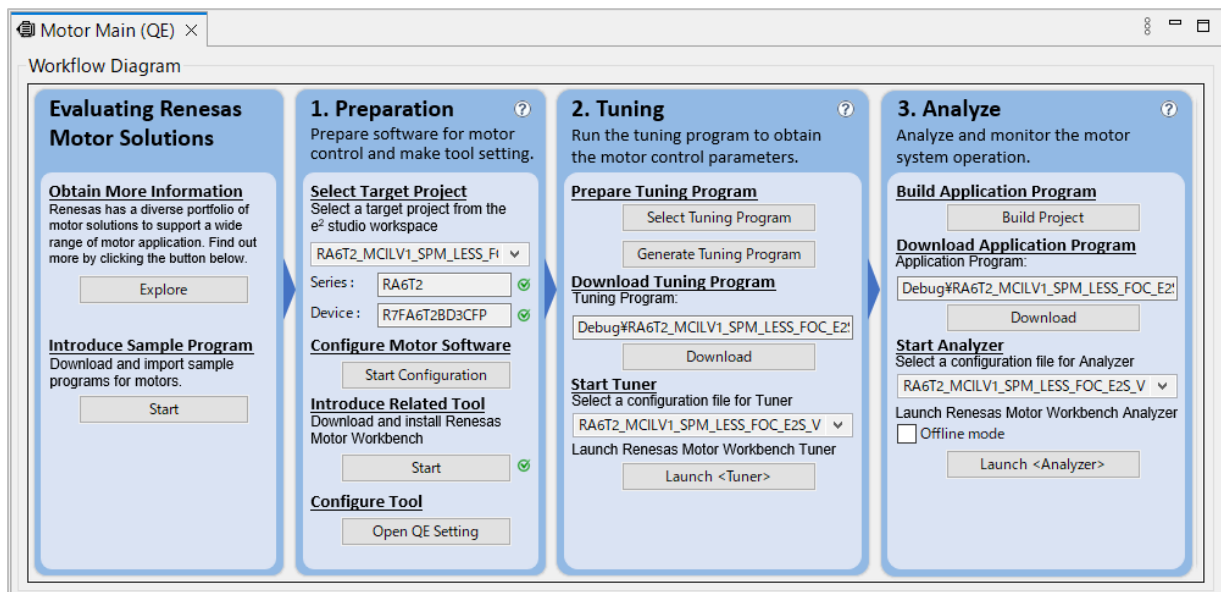 Motor Main (QE)
Workflow Diagram
Evaluating Renesas
Motor Solutions
Obtain More Information
Renesas has a diverse portfolio of
motor solutions to support a wide
range of motor application. Find out
more by clicking the button below.
Explore
Introduce Sample Program
Download and import sample
programs for motors.
Start
1. Preparation
Prepare software for motor
control and make tool setting.
Select Target Project
Select a target project from the
e² studio workspace
RA6T2_MCILV1_SPM_LESS_F
Series : RA6T2
Device : R7FA6T2BD3CFP
Configure Motor Software
Start Configuration
Introduce Related Tool
Download and install Renesas
Motor Workbench
Start
Configure Tool
Open QE Setting
2. Tuning
Run the tuning program to obtain
the motor control parameters.
Prepare Tuning Program
Select Tuning Program
Generate Tuning Program
Download Tuning Program
Tuning Program:
Debug¥RA6T2_MCILV1_SPM_LESS_FOC_E2S
Download
Start Tuner
Select a configuration file for Tuner
RA6T2_MCILV1_SPM_LESS_FOC_E2S_V
Launch Renesas Motor Workbench Tuner
Launch <Tuner>
3. Analyze
Analyze and monitor the motor
system operation.
Build Application Program
Build Project
Download Application Program
Application Program:
Debug¥RA6T2_MCILV1_SPM_LESS_FOC_E2S
Download
Start Analyzer
Select a configuration file for Analyzer
RA6T2_MCILV1_SPM_LESS_FOC_E2S_V
Launch Renesas Motor Workbench Analyzer
Offline mode
Launch <Analyzer>